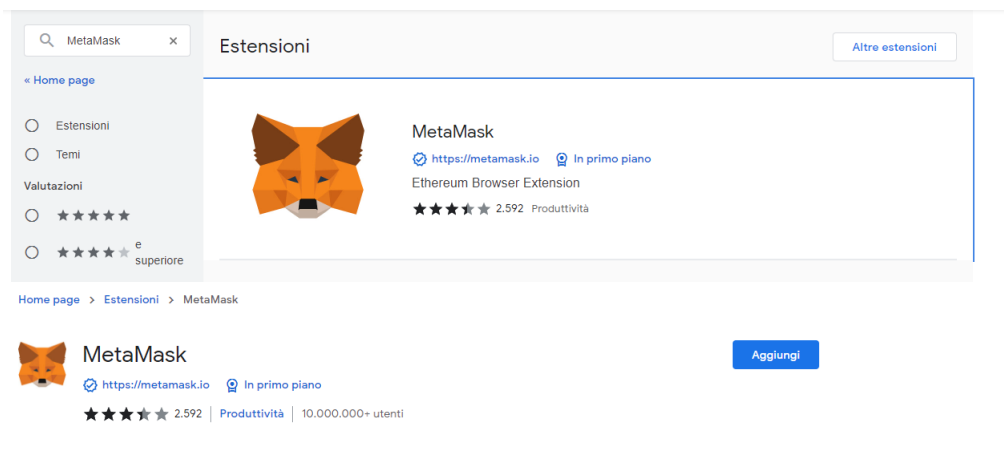 MetaMask ×
« Home page
Estensioni
Temi
Valutazioni
e
superiore
Estensioni
Altre estensioni
MetaMask
https://metamask.io In primo piano
Ethereum Browser Extension
2.592 Produttività
Home page > Estensioni > MetaMask
MetaMask
Aggiungi
https://metamask.io In primo piano
2.592 | Produttività | 10.000.000+ utenti